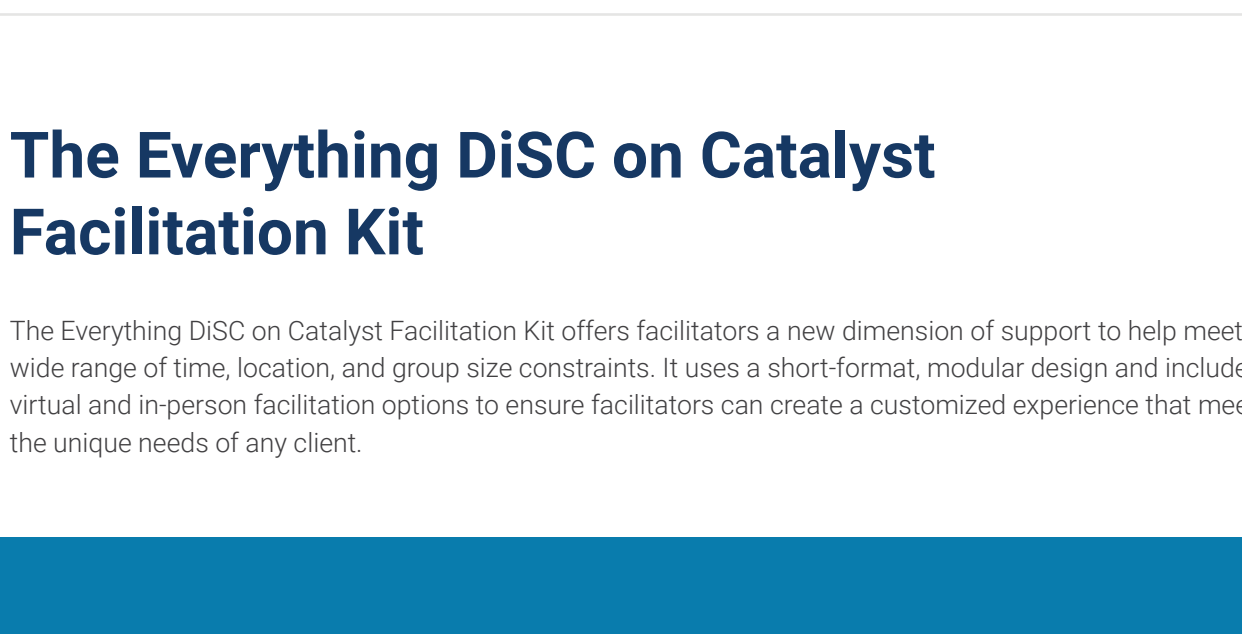 The Everything DiSC on Catalyst
Facilitation Kit
The Everything DiSC on Catalyst Facilitation Kit offers facilitators a new dimension of support to help meet
wide range of time, location, and group size constraints. It uses a short-format, modular design and include
virtual and in-person facilitation options to ensure facilitators can create a customized experience that mee
the unique needs of any client.